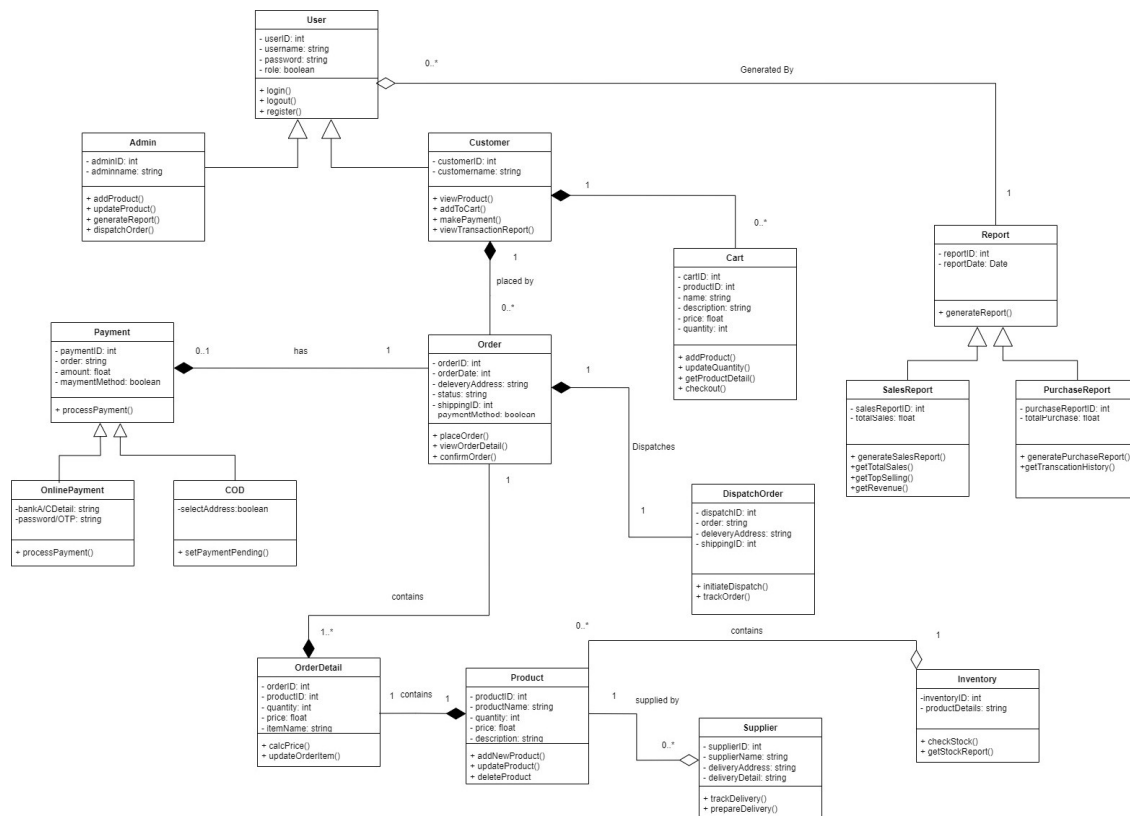 User
- userID: int
- username: string
- password: string
- role: boolean
+ login()
+ logout()
+ register()
0..*
Generated By
1
Admin
- adminID: int
- adminname: string
+ addProduct()
+ updateProduct()
+ generateReport()
+ dispatchOrder()
Customer
- customerID: int
- customername: string
+ viewProduct()
+ addToCart()
+ makePayment()
+ viewTransactionReport()
1
0..*
1
placed by
0..*
Cart
- cartID: int
- productID: int
- name: string
- description: string
- price: float
- quantity: int
+ addProduct()
+ updateQuantity()
+ getProductDetail()
+ checkout()
Report
- reportID: int
- reportDate: Date
+ generateReport()
Payment
- paymentID: int
- order: string
- amount: float
- maymentMethod: boolean
+ processPayment()
0..1
has
1
Order
- orderID: int
- orderDate: int
- deleveryAddress: string
- status: string
- shippingID: int
paymentMethod: boolean
+ placeOrder()
+ viewOrderDetail()
+ confirmOrder()
1
Dispatches
1
1
SalesReport
- salesReportID: int
- totalSales: float
+ generateSalesReport()
+getTotalSales()
+getTopSelling()
+getRevenue()
PurchaseReport
- purchaseReportID: int
- totalPurchase: float
+ generatePurchaseReport()
+getTranscationHistory()
OnlinePayment
-bankA/CDetail: string
-password/OTP: string
+ processPayment()
COD
-selectAddress:boolean
+ setPaymentPending()
DispatchOrder
- dispatchID: int
- order: string
- deleveryAddress: string
- shippingID: int
+ initiateDispatch()
+ trackOrder()
contains
1..*
0..*
contains
1
OrderDetail
- orderID: int
- productID: int
- quantity: int
- price: float
- itemName: string
+ calcPrice()
+ updateOrderItem()
1
contains
1
Product
- productID: int
- productName: string
- quantity: int
- price: float
- description: string
+ addNewProduct()
+ updateProduct()
+ deleteProduct
1
supplied by
0..*
Supplier
- supplierID: int
- supplierName: string
- deliveryAddress: string
- deliveryDetail: string
+ trackDelivery()
+ prepareDelivery()
Inventory
-inventoryID: int
- productDetails: string
+ checkStock()
+ getStockReport()